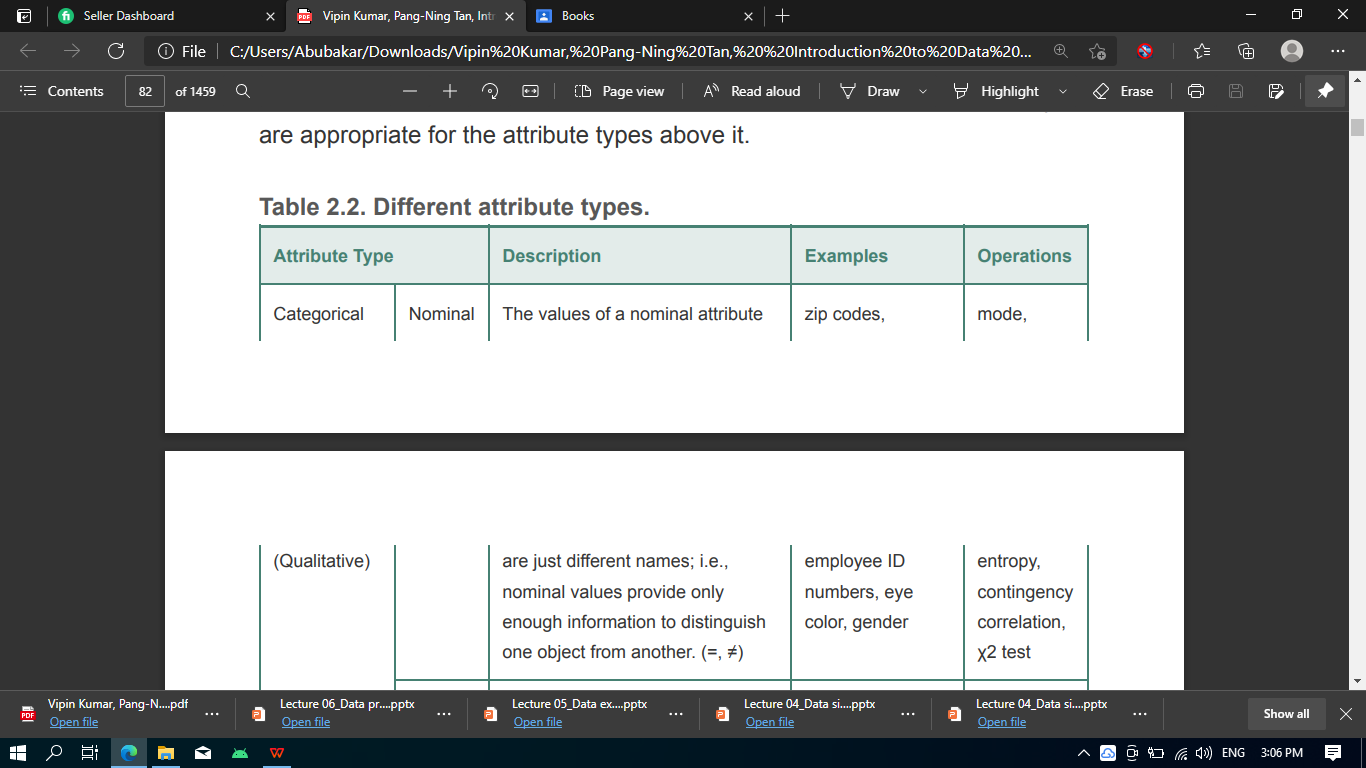 Seller Dashboard
Vipin Kumar, Pang-Ning Tan, Int
Books
File
C:/Users/Abubakar/Downloads/Vipin%20Kumar,%20Pang-Ning%20Tan,%20%20Introduction%20to%20Data%20...
Contents
82
of 1459
Page view
Read aloud
Draw
Highlight
Erase
are appropriate for the attribute types above it.
Table 2.2. Different attribute types.
Attribute Type
Description
Examples
Operations
Categorical
Nominal
The values of a nominal attribute
zip codes,
mode,
(Qualitative)
are just different names; i.e.,
nominal values provide only
enough information to distinguish
one object from another. (=, ≠)
employee ID
numbers, eye
color, gender
entropy,
contingency
correlation,
χ2 test
PDF
Vipin Kumar, Pang-N....pdf
Open file
Lecture 06_Data pr....pptx
Open file
Lecture 05_Data ex....pptx
Open file
Lecture 04_Data si....pptx
Open file
Lecture 04_Data si....pptx
Open file
Show all
ENG
3:06 PM